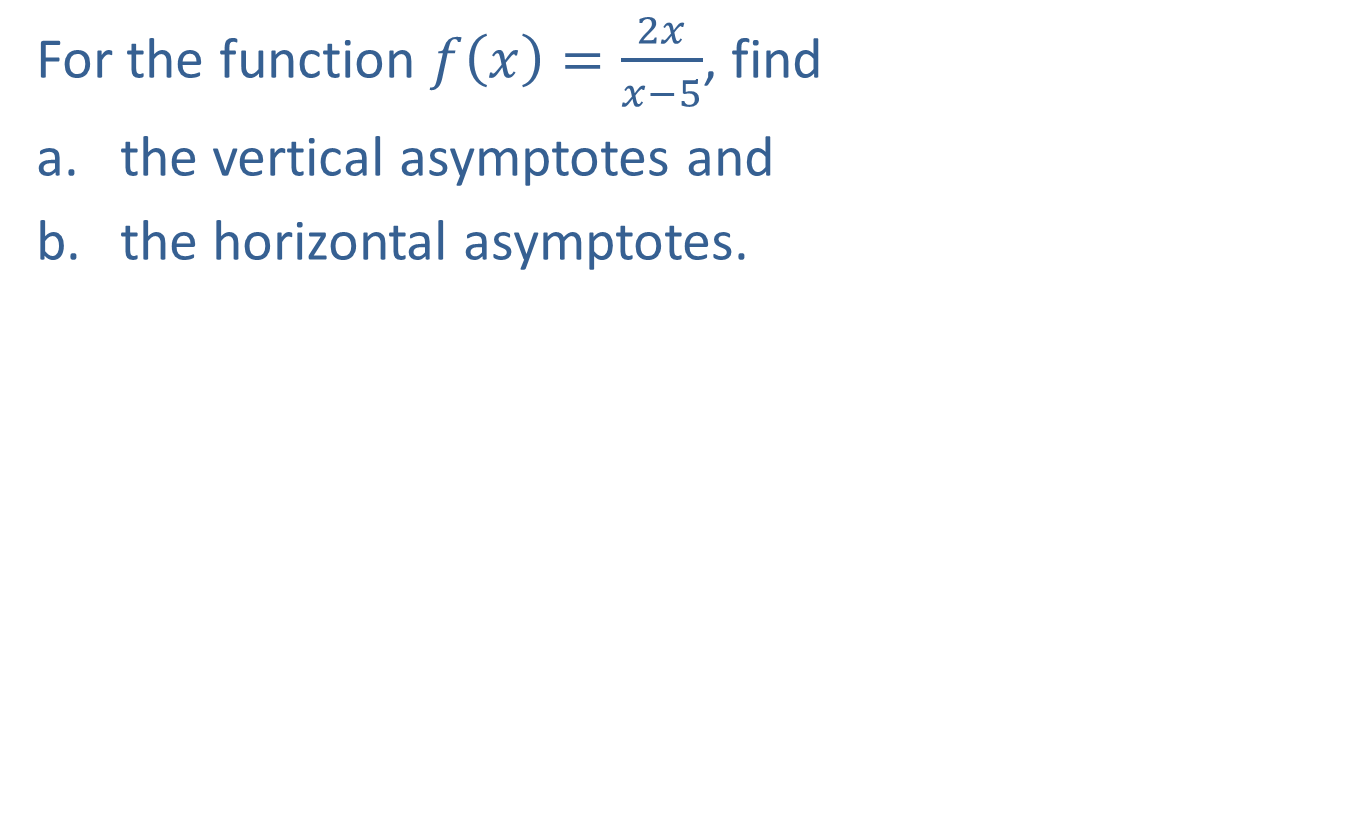 For the function f(x) = 2x/x−5, find
a. the vertical asymptotes and
b. the horizontal asymptotes.